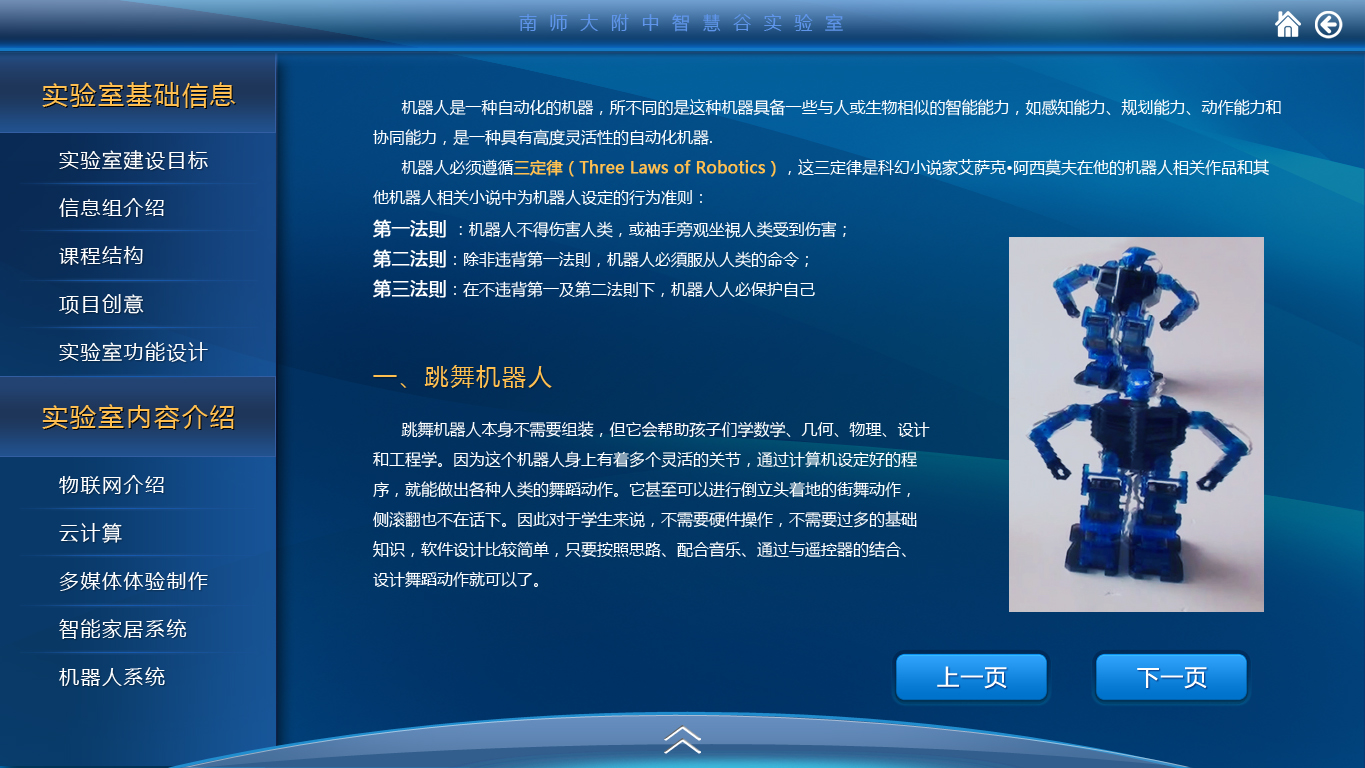 南师大附中智慧谷实验室
实验室基础信息
实验室建设目标
信息组介绍
课程结构
项目创意
实验室功能设计
实验室内容介绍
物联网介绍
云计算
多媒体体验制作
智能家居系统
机器人系统
机器人是一种自动化的机器，所不同的是这种机器具备一些与人或生物相似的智能能力，如感知能力、规划能力、动作能力和
协同能力，是一种具有高度灵活性的自动化机器.
机器人必须遵循三定律（Three Laws of Robotics），这三定律是科幻小说家艾萨克•阿西莫夫在他的机器人相关作品和其
他机器人相关小说中为机器人设定的行为准则：
第一法則 ：机器人不得伤害人类，或袖手旁观坐視人类受到伤害；
第二法則：除非违背第一法則，机器人必須服从人类的命令；
第三法則：在不违背第一及第二法則下，机器人人必保护自己
一、跳舞机器人
跳舞机器人本身不需要组装，但它会帮助孩子们学数学、几何、物理、设计
和工程学。因为这个机器人身上有着多个灵活的关节，通过计算机设定好的程
序，就能做出各种人类的舞蹈动作。它甚至可以进行倒立头着地的街舞动作，
侧滚翻也不在话下。因此对于学生来说，不需要硬件操作，不需要过多的基础
知识，软件设计比较简单，只要按照思路、配合音乐、通过与遥控器的结合、
设计舞蹈动作就可以了。
上一页
下一页